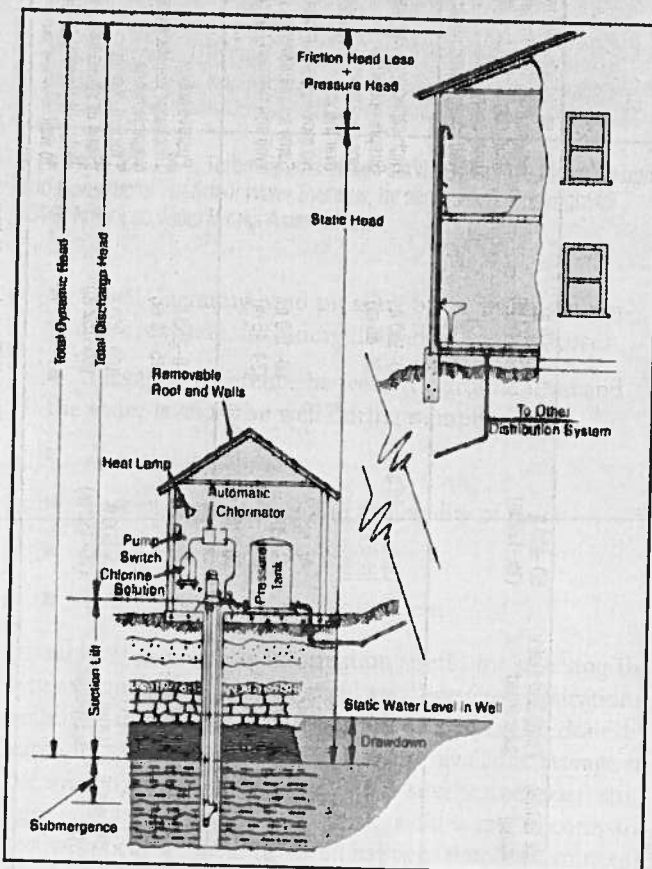 Friction Head Loss
+
Pressure Head
Static Head
Total Dynamic Head
Total Discharge Head
Removable
Roof and Walls
To Other
Distribution System
Heat Lamp
Automatic
Chlorinator
Pump
Switch
Chlorine
Solution
Pressure
Tank
Suction Lift
Static Water Level in Well
Drawdown
Submergence